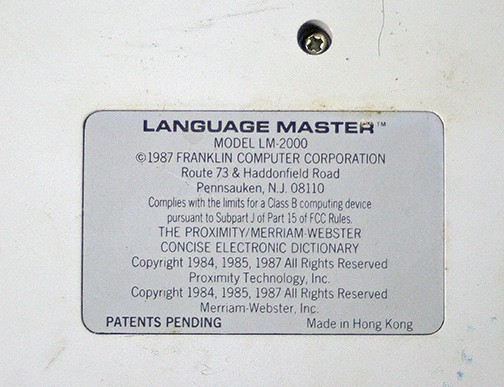 LANGUAGE MASTER™
MODEL LM-2000
©1987 FRANKLIN COMPUTER CORPORATION
Route 73 & Haddonfield Road
Pennsauken, N.J. 08110
Complies with the limits for a Class B computing device
pursuant to Subpart J of Part 15 of FCC Rules.
THE PROXIMITY/MERRIAM-WEBSTER
CONCISE ELECTRONIC DICTIONARY
Copyright 1984, 1985, 1987 All Rights Reserved
Proximity Technology, Inc.
Copyright 1984, 1985, 1987 All Rights Reserved
Merriam-Webster, Inc.
PATENTS PENDING Made in Hong Kong